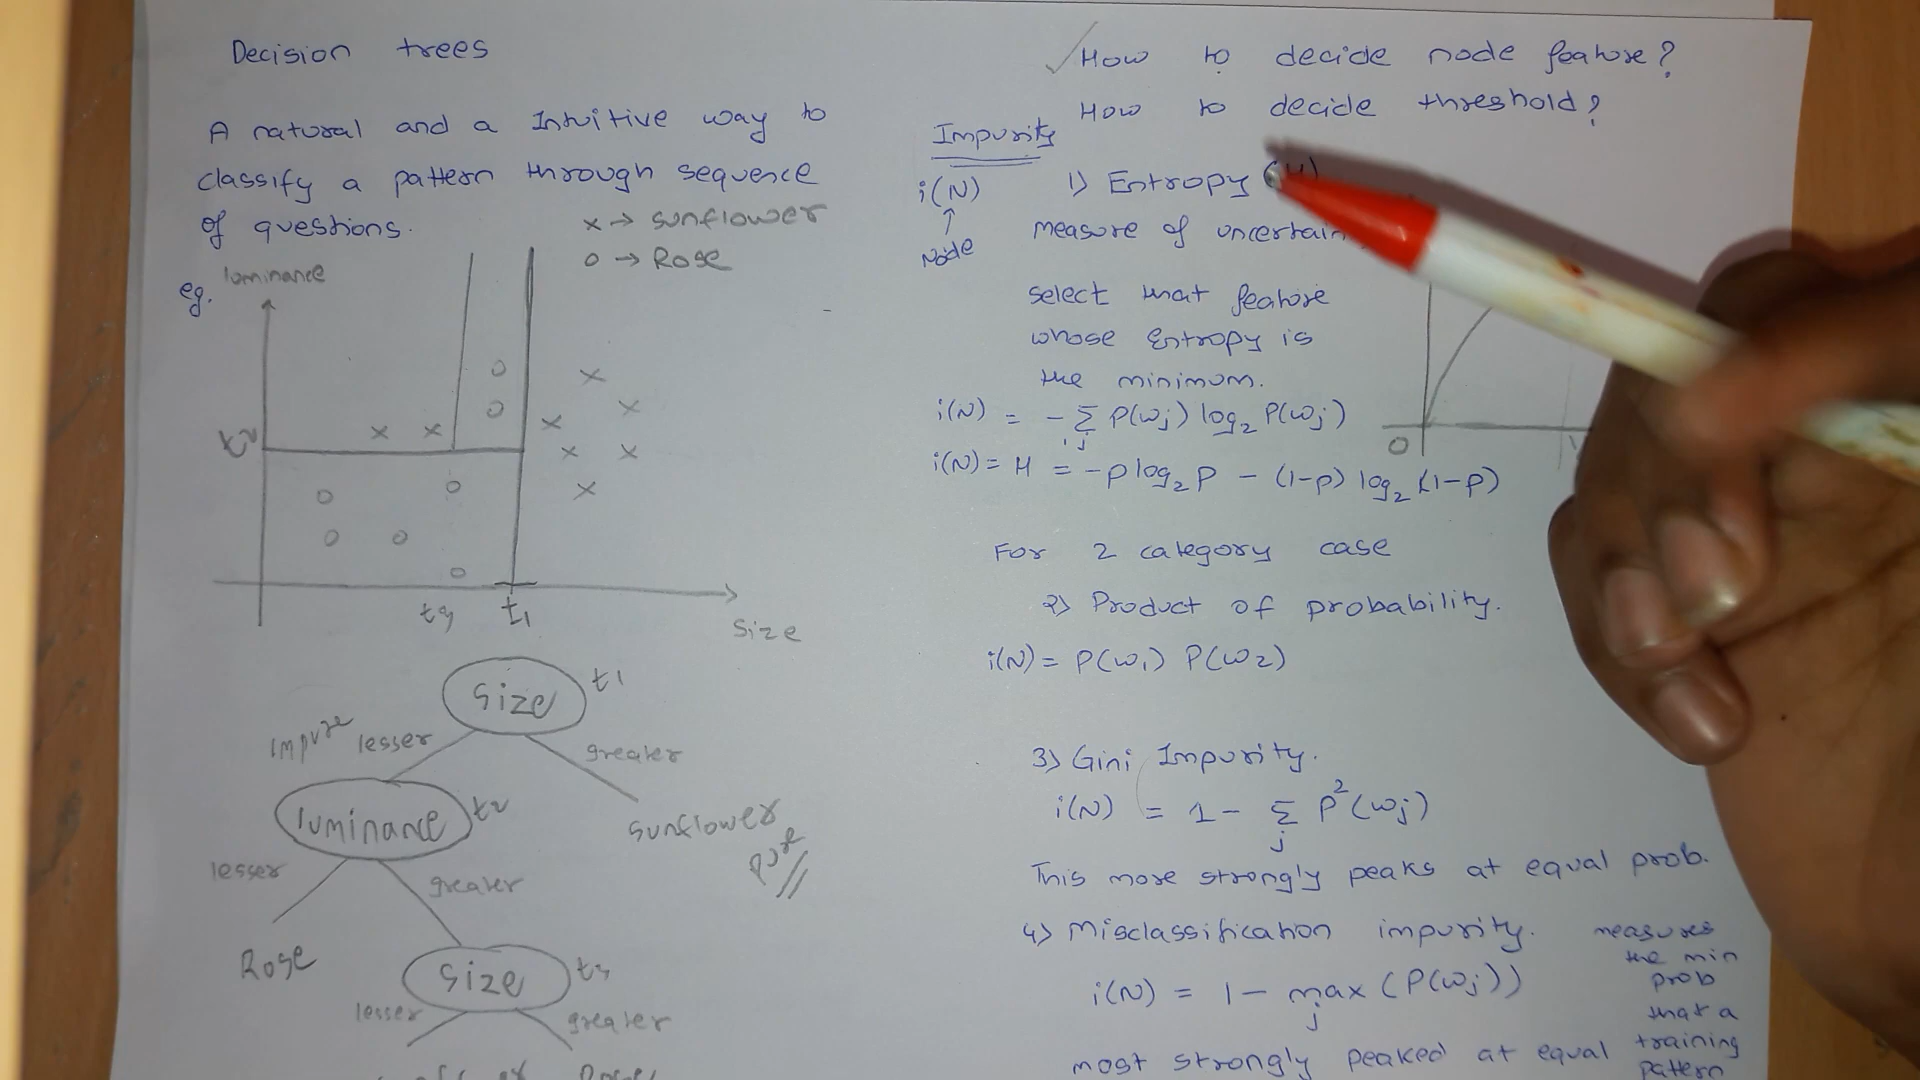 Decision trees
A natural and a Intuitive way to
classify a pattern through sequence
of questions.
x → sunflower
o → Rose
eg.
luminance
t2
t3
t1
Size
Size t1
impure lesser
greater
luminance t2
sunflower
pure
lesser
greater
Rose
Size t3
lesser
greater
How to decide node feature?
How to decide threshold?
Impurity
i(N)
↑
Node
1) Entropy
measure of
select that feature
whose Entropy is
the minimum.
i(N) = - Σ P(ωj) log2 P(ωj)
j
i(N) = H = -p log2 p - (1-p) log2 (1-p)
0
For 2 category case
2) Product of probability.
i(N) = P(ω1) P(ω2)
3) Gini Impurity.
i(N) = 1 - Σ P²(ωj)
j
This more strongly peaks at equal prob.
4) Misclassification impurity.
i(N) = 1 - max (P(ωj))
j
most strongly peaked at equal
measures
the min
prob
that a
training
pattern